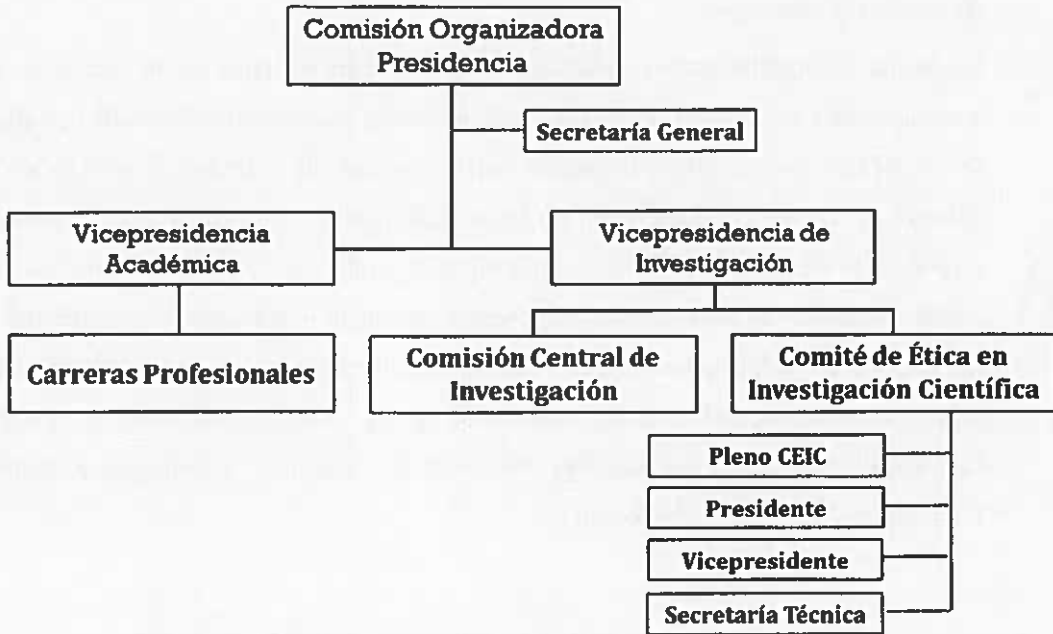 Comisión Organizadora
Presidencia
Secretaría General
Vicepresidencia
Académica
Vicepresidencia de
Investigación
Carreras Profesionales
Comisión Central de
Investigación
Comité de Ética en
Investigación Científica
Pleno CEIC
Presidente
Vicepresidente
Secretaría Técnica